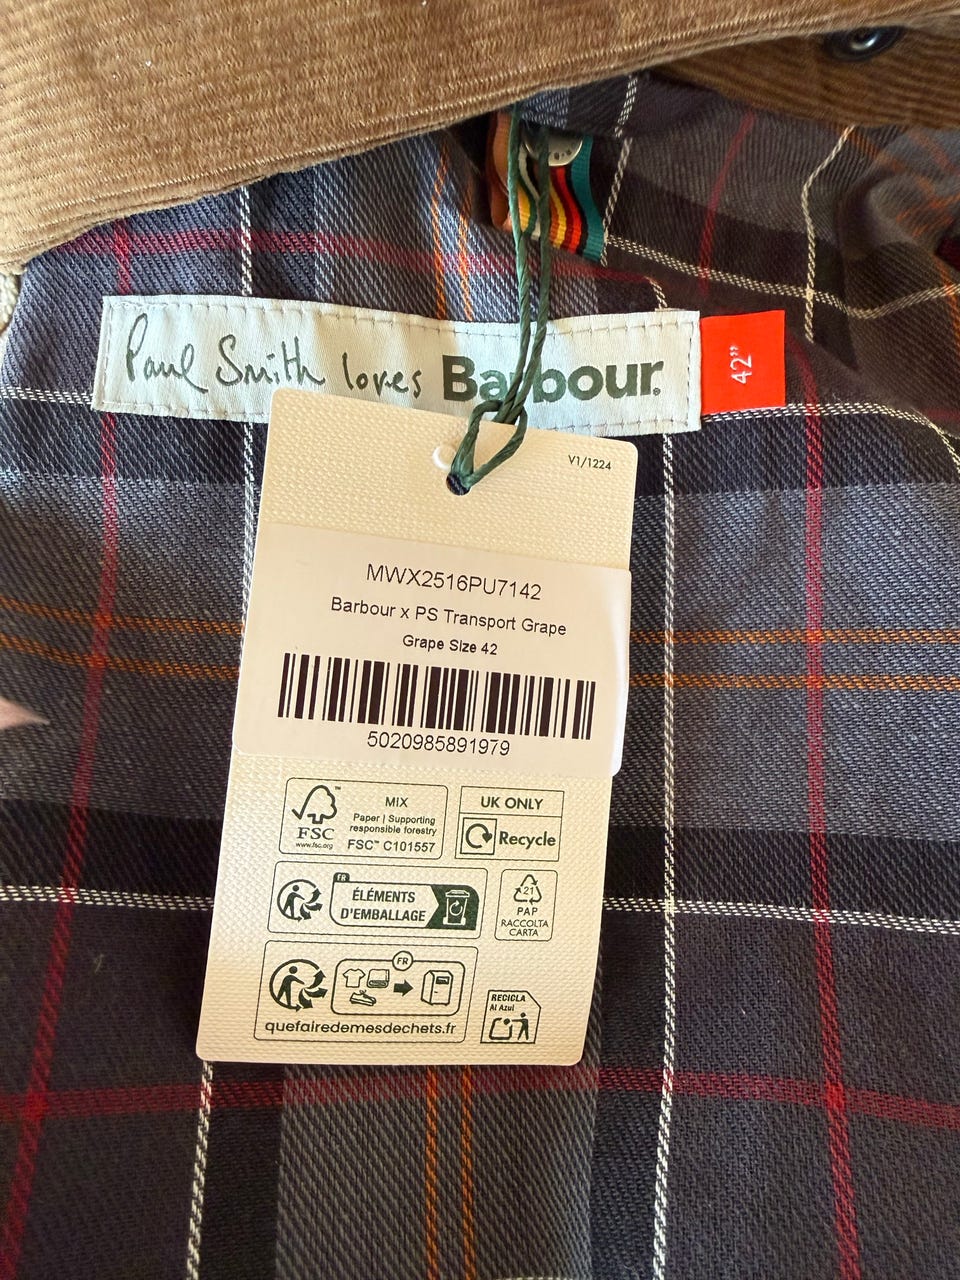 Paul Smith loves Barbour.
42"
V1/1224
MWX2516PU7142
Barbour x PS Transport Grape
Grape Size 42
5020985891979
FSC
www.fsc.org
MIX
Paper | Supporting
responsible forestry
FSC™ C101557
UK ONLY
Recycle
FR
ÉLÉMENTS
D'EMBALLAGE
21
PAP
RACCOLTA
CARTA
FR
quefairedemesdechets.fr
RECICLA
Al Azul